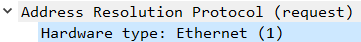 Address Resolution Protocol (request)
Hardware type: Ethernet (1)